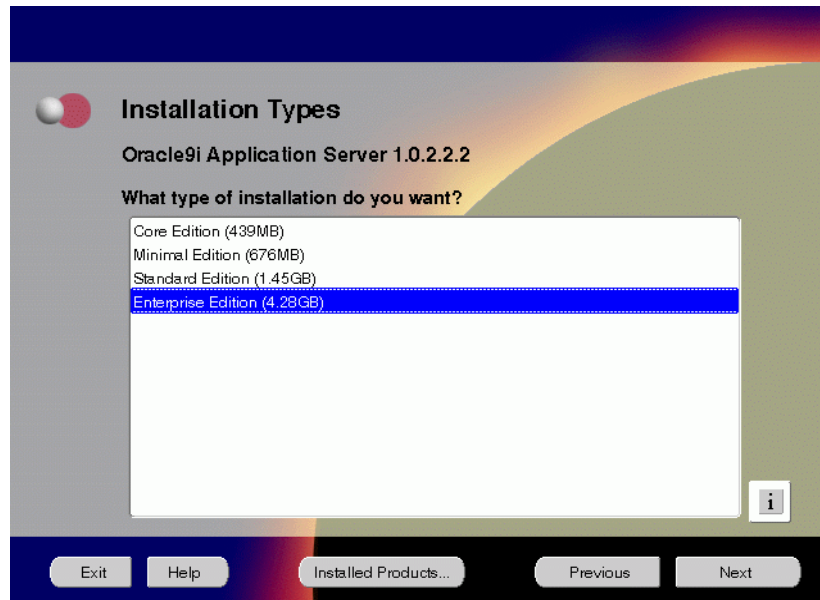 Installation Types
Oracle9i Application Server 1.0.2.2.2
What type of installation do you want?
Core Edition (439MB)
Minimal Edition (676MB)
Standard Edition (1.45GB)
Enterprise Edition (4.28GB)
i
Exit Help Installed Products... Previous Next